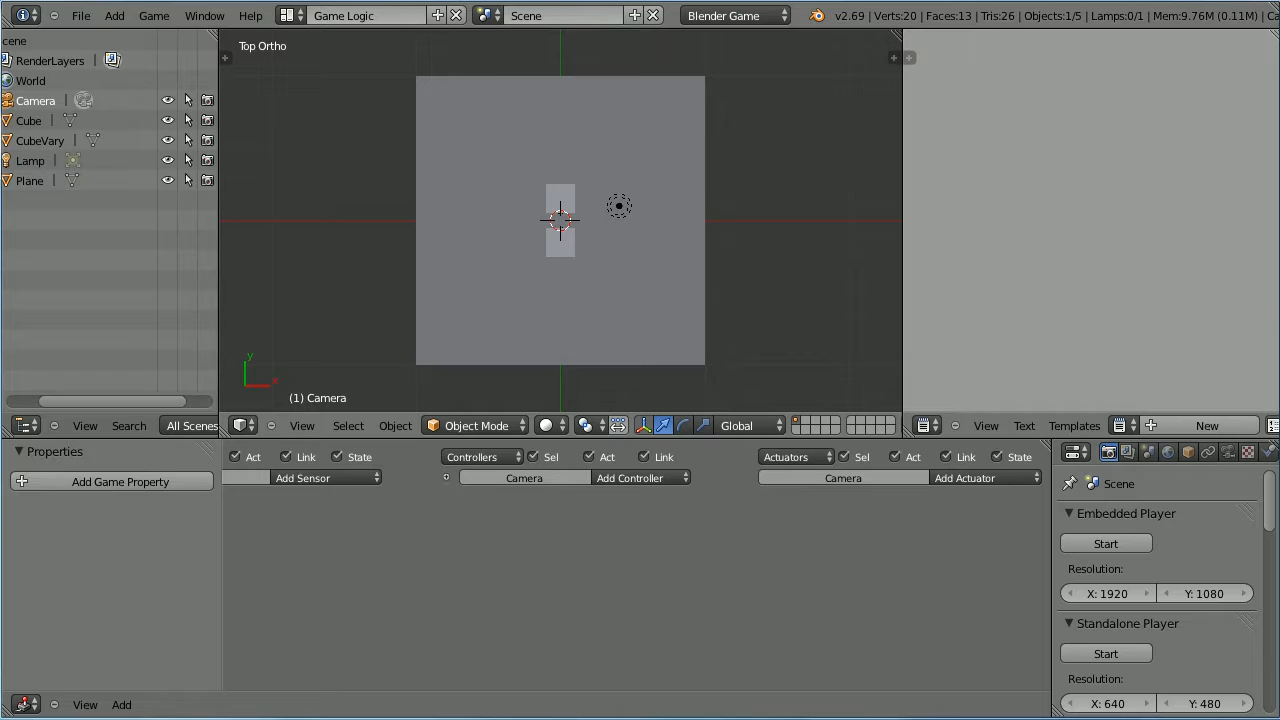 File Add Game Window Help Game Logic Scene Blender Game v2.69 | Verts:20 | Faces:13 | Tris:26 | Objects:1/5 | Lamps:0/1 | Mem:9.76M (0.11M) | Ca
cene
RenderLayers
World
Camera
Cube
CubeVary
Lamp
Plane
View Search All Scenes
Top Ortho
y
x
(1) Camera
View Select Object Object Mode Global
View Text Templates New
Properties
Add Game Property
Act Link State
Add Sensor
Controllers Sel Act Link
Camera Add Controller
Actuators Sel Act Link State
Camera Add Actuator
View Add
Scene
Embedded Player
Start
Resolution:
X: 1920 Y: 1080
Standalone Player
Start
Resolution:
X: 640 Y: 480